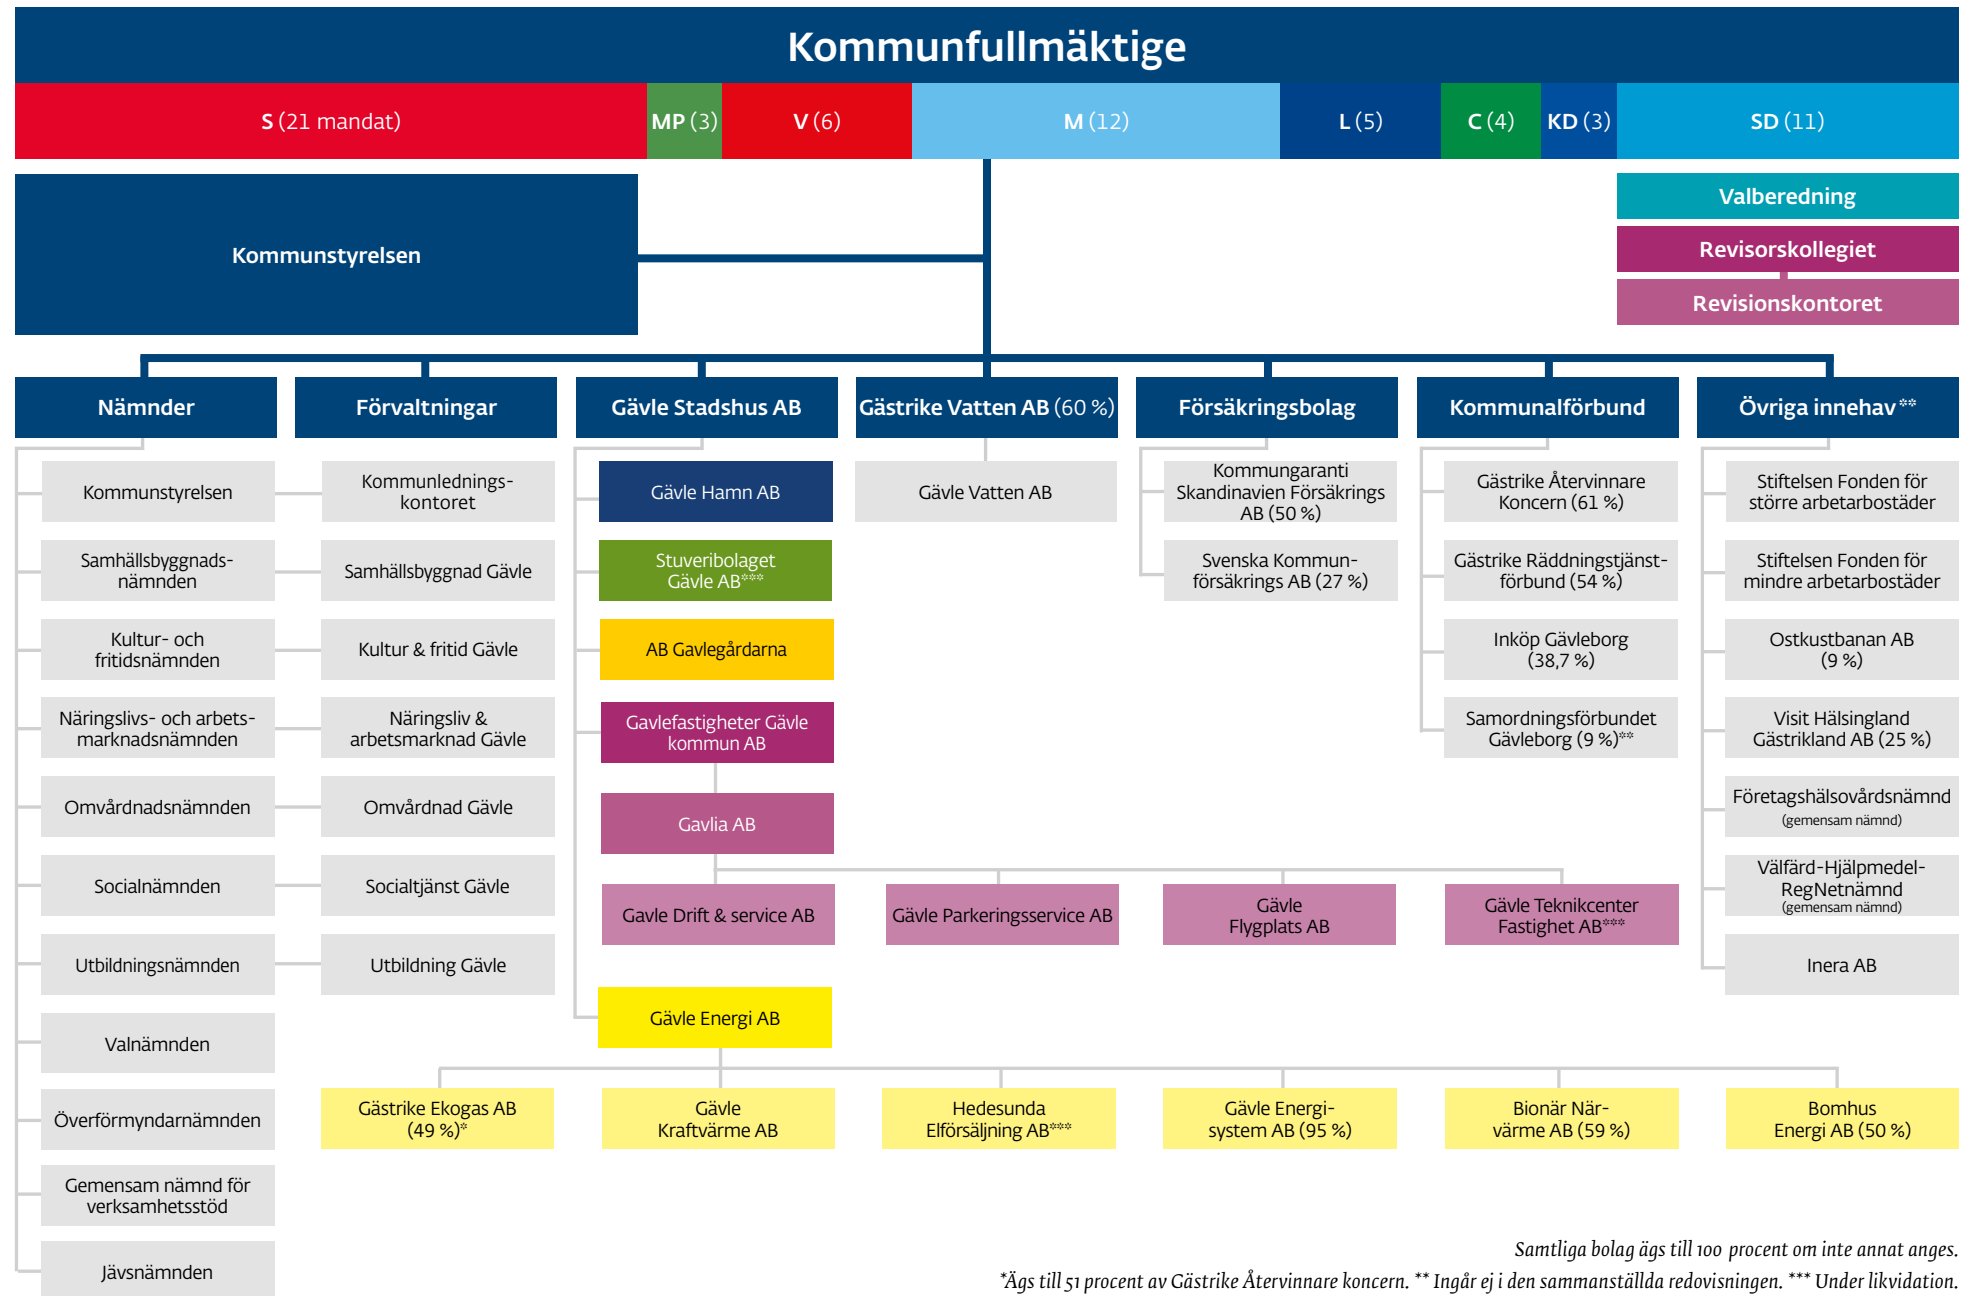 Kommunfullmäktige
S (21 mandat)
MP (3)
V (6)
M (12)
L (5)
C (4)
KD (3)
SD (11)
Kommunstyrelsen
Valberedning
Revisorskollegiet
Revisionskontoret
Nämnder
Förvaltningar
Gävle Stadshus AB
Gästrike Vatten AB (60 %)
Försäkringsbolag
Kommunalförbund
Övriga innehav**
Kommunstyrelsen
Samhällsbyggnads-
nämnden
Kultur- och
fritidsnämnden
Näringslivs- och arbets-
marknadsnämnden
Omvårdnadsnämnden
Socialnämnden
Utbildningsnämnden
Valnämnden
Överförmyndarnämnden
Gemensam nämnd för
verksamhetsstöd
Jävsnämnden
Kommunlednings-
kontoret
Samhällsbyggnad Gävle
Kultur & fritid Gävle
Näringsliv &
arbetsmarknad Gävle
Omvårdnad Gävle
Socialtjänst Gävle
Utbildning Gävle
Gävle Hamn AB
Stuveribolaget
Gävle AB***
AB Gavlegårdarna
Gavlefastigheter Gävle
kommun AB
Gavlia AB
Gavle Drift & service AB
Gävle Parkeringsservice AB
Gävle
Flygplats AB
Gävle Teknikcenter
Fastighet AB***
Gävle Energi AB
Gästrike Ekogas AB
(49 %)*
Gävle
Kraftvärme AB
Hedesunda
Elförsäljning AB***
Gävle Energi-
system AB (95 %)
Bionär När-
värme AB (59 %)
Bomhus
Energi AB (50 %)
Gävle Vatten AB
Kommungaranti
Skandinavien Försäkrings
AB (50 %)
Svenska Kommun-
försäkrings AB (27 %)
Gästrike Återvinnare
Koncern (61 %)
Gästrike Räddningstjänst-
förbund (54 %)
Inköp Gävleborg
(38,7 %)
Samordningsförbundet
Gävleborg (9 %)**
Stiftelsen Fonden för
större arbetarbostäder
Stiftelsen Fonden för
mindre arbetarbostäder
Ostkustbanan AB
(9 %)
Visit Hälsingland
Gästrikland AB (25 %)
Företagshälsovårdsnämnd
(gemensam nämnd)
Välfärd-Hjälpmedel-
RegNetnämnd
(gemensam nämnd)
Inera AB
Samtliga bolag ägs till 100 procent om inte annat anges.
*Ägs till 51 procent av Gästrike Återvinnare koncern. ** Ingår ej i den sammanställda redovisningen. *** Under likvidation.